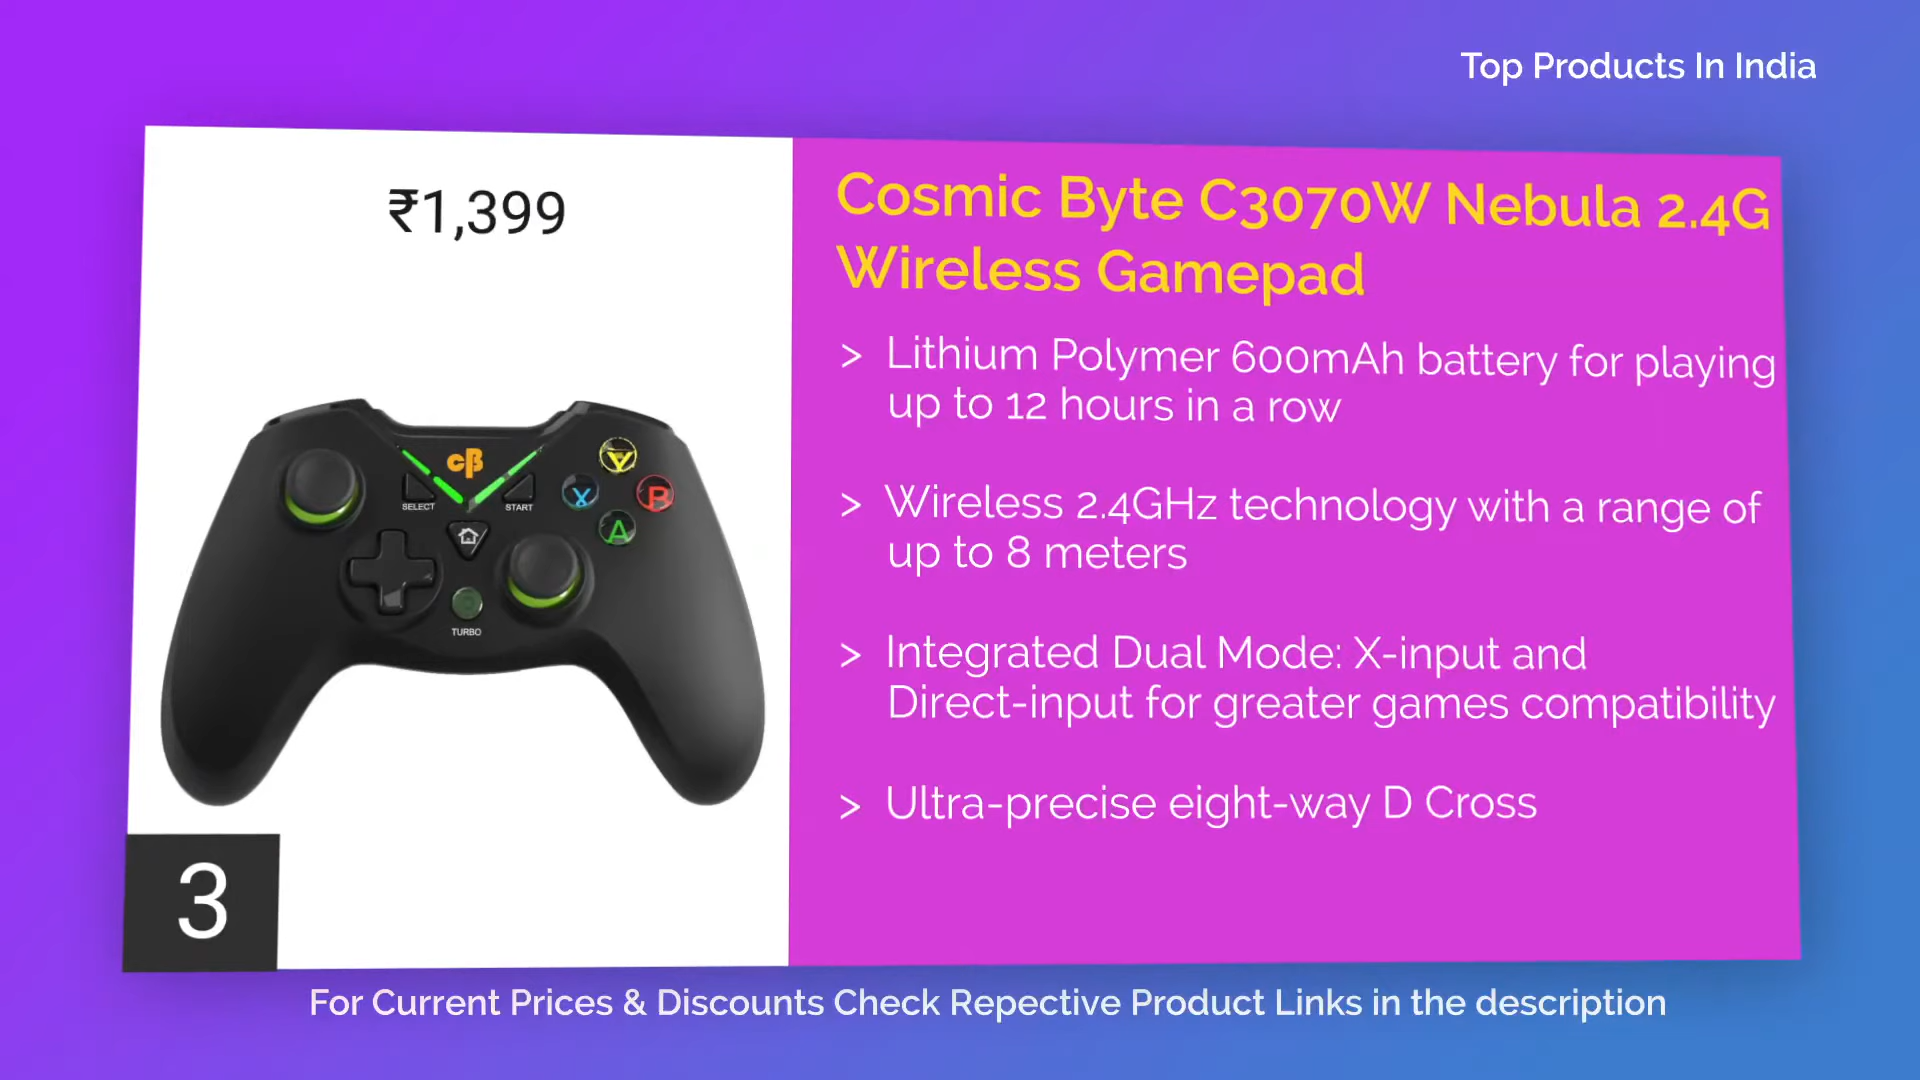 Top Products In India
₹1,399
Cosmic Byte C3070W Nebula 2.4G
Wireless Gamepad
> Lithium Polymer 600mAh battery for playing
up to 12 hours in a row
> Wireless 2.4GHz technology with a range of
up to 8 meters
> Integrated Dual Mode: X-input and
Direct-input for greater games compatibility
> Ultra-precise eight-way D Cross
cβ
SELECT
START
Y
X
B
A
TURBO
3
For Current Prices & Discounts Check Repective Product Links in the description